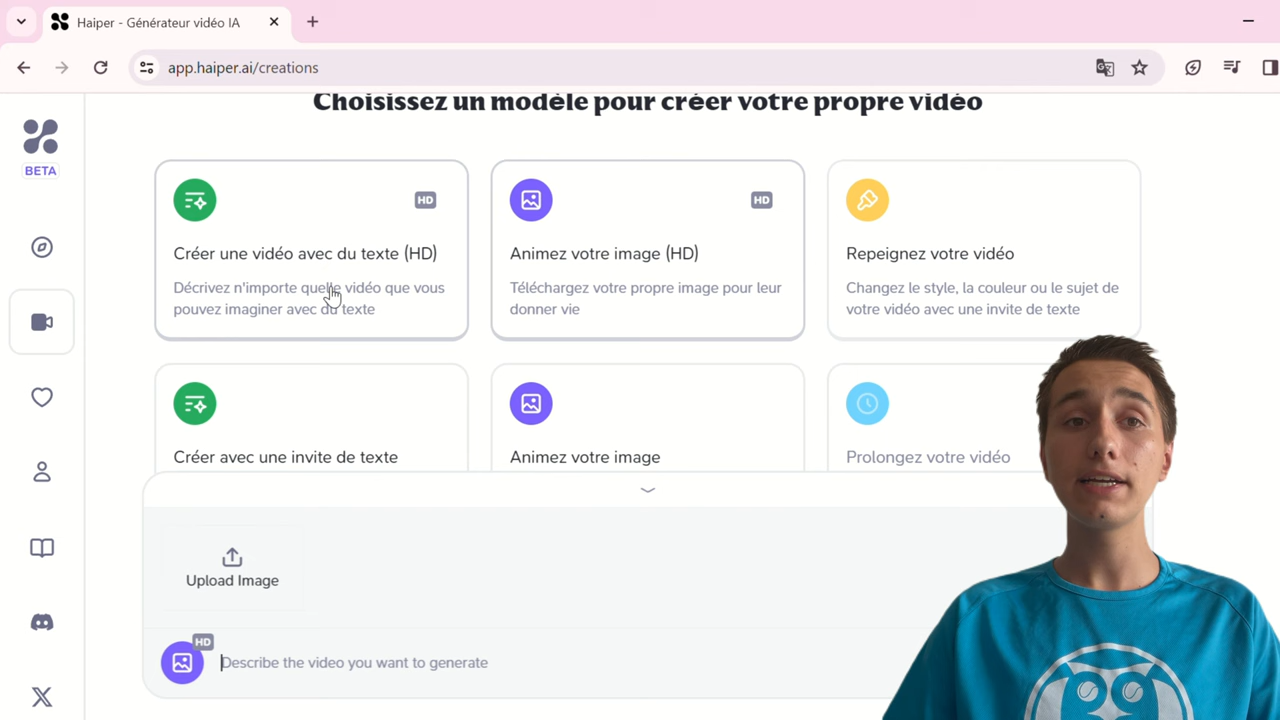 Haiper - Générateur vidéo IA
app.haiper.ai/creations
Choisissez un modèle pour créer votre propre vidéo
BETA
HD
HD
Créer une vidéo avec du texte (HD)
Animez votre image (HD)
Repeignez votre vidéo
Décrivez n'importe quelle vidéo que vous
pouvez imaginer avec du texte
Téléchargez votre propre image pour leur
donner vie
Changez le style, la couleur ou le sujet de
votre vidéo avec une invite de texte
Créer avec une invite de texte
Animez votre image
Prolongez votre vidéo
Upload Image
HD
Describe the video you want to generate